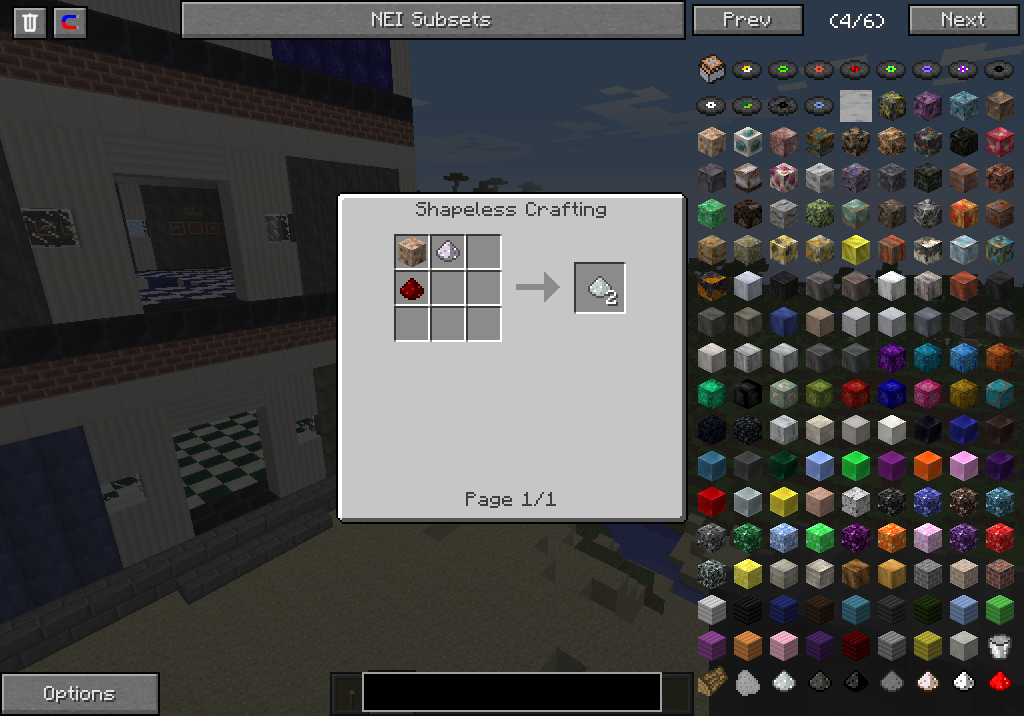 NEI Subsets
Prev
(4/6)
Next
Shapeless Crafting
2
Page 1/1
Options